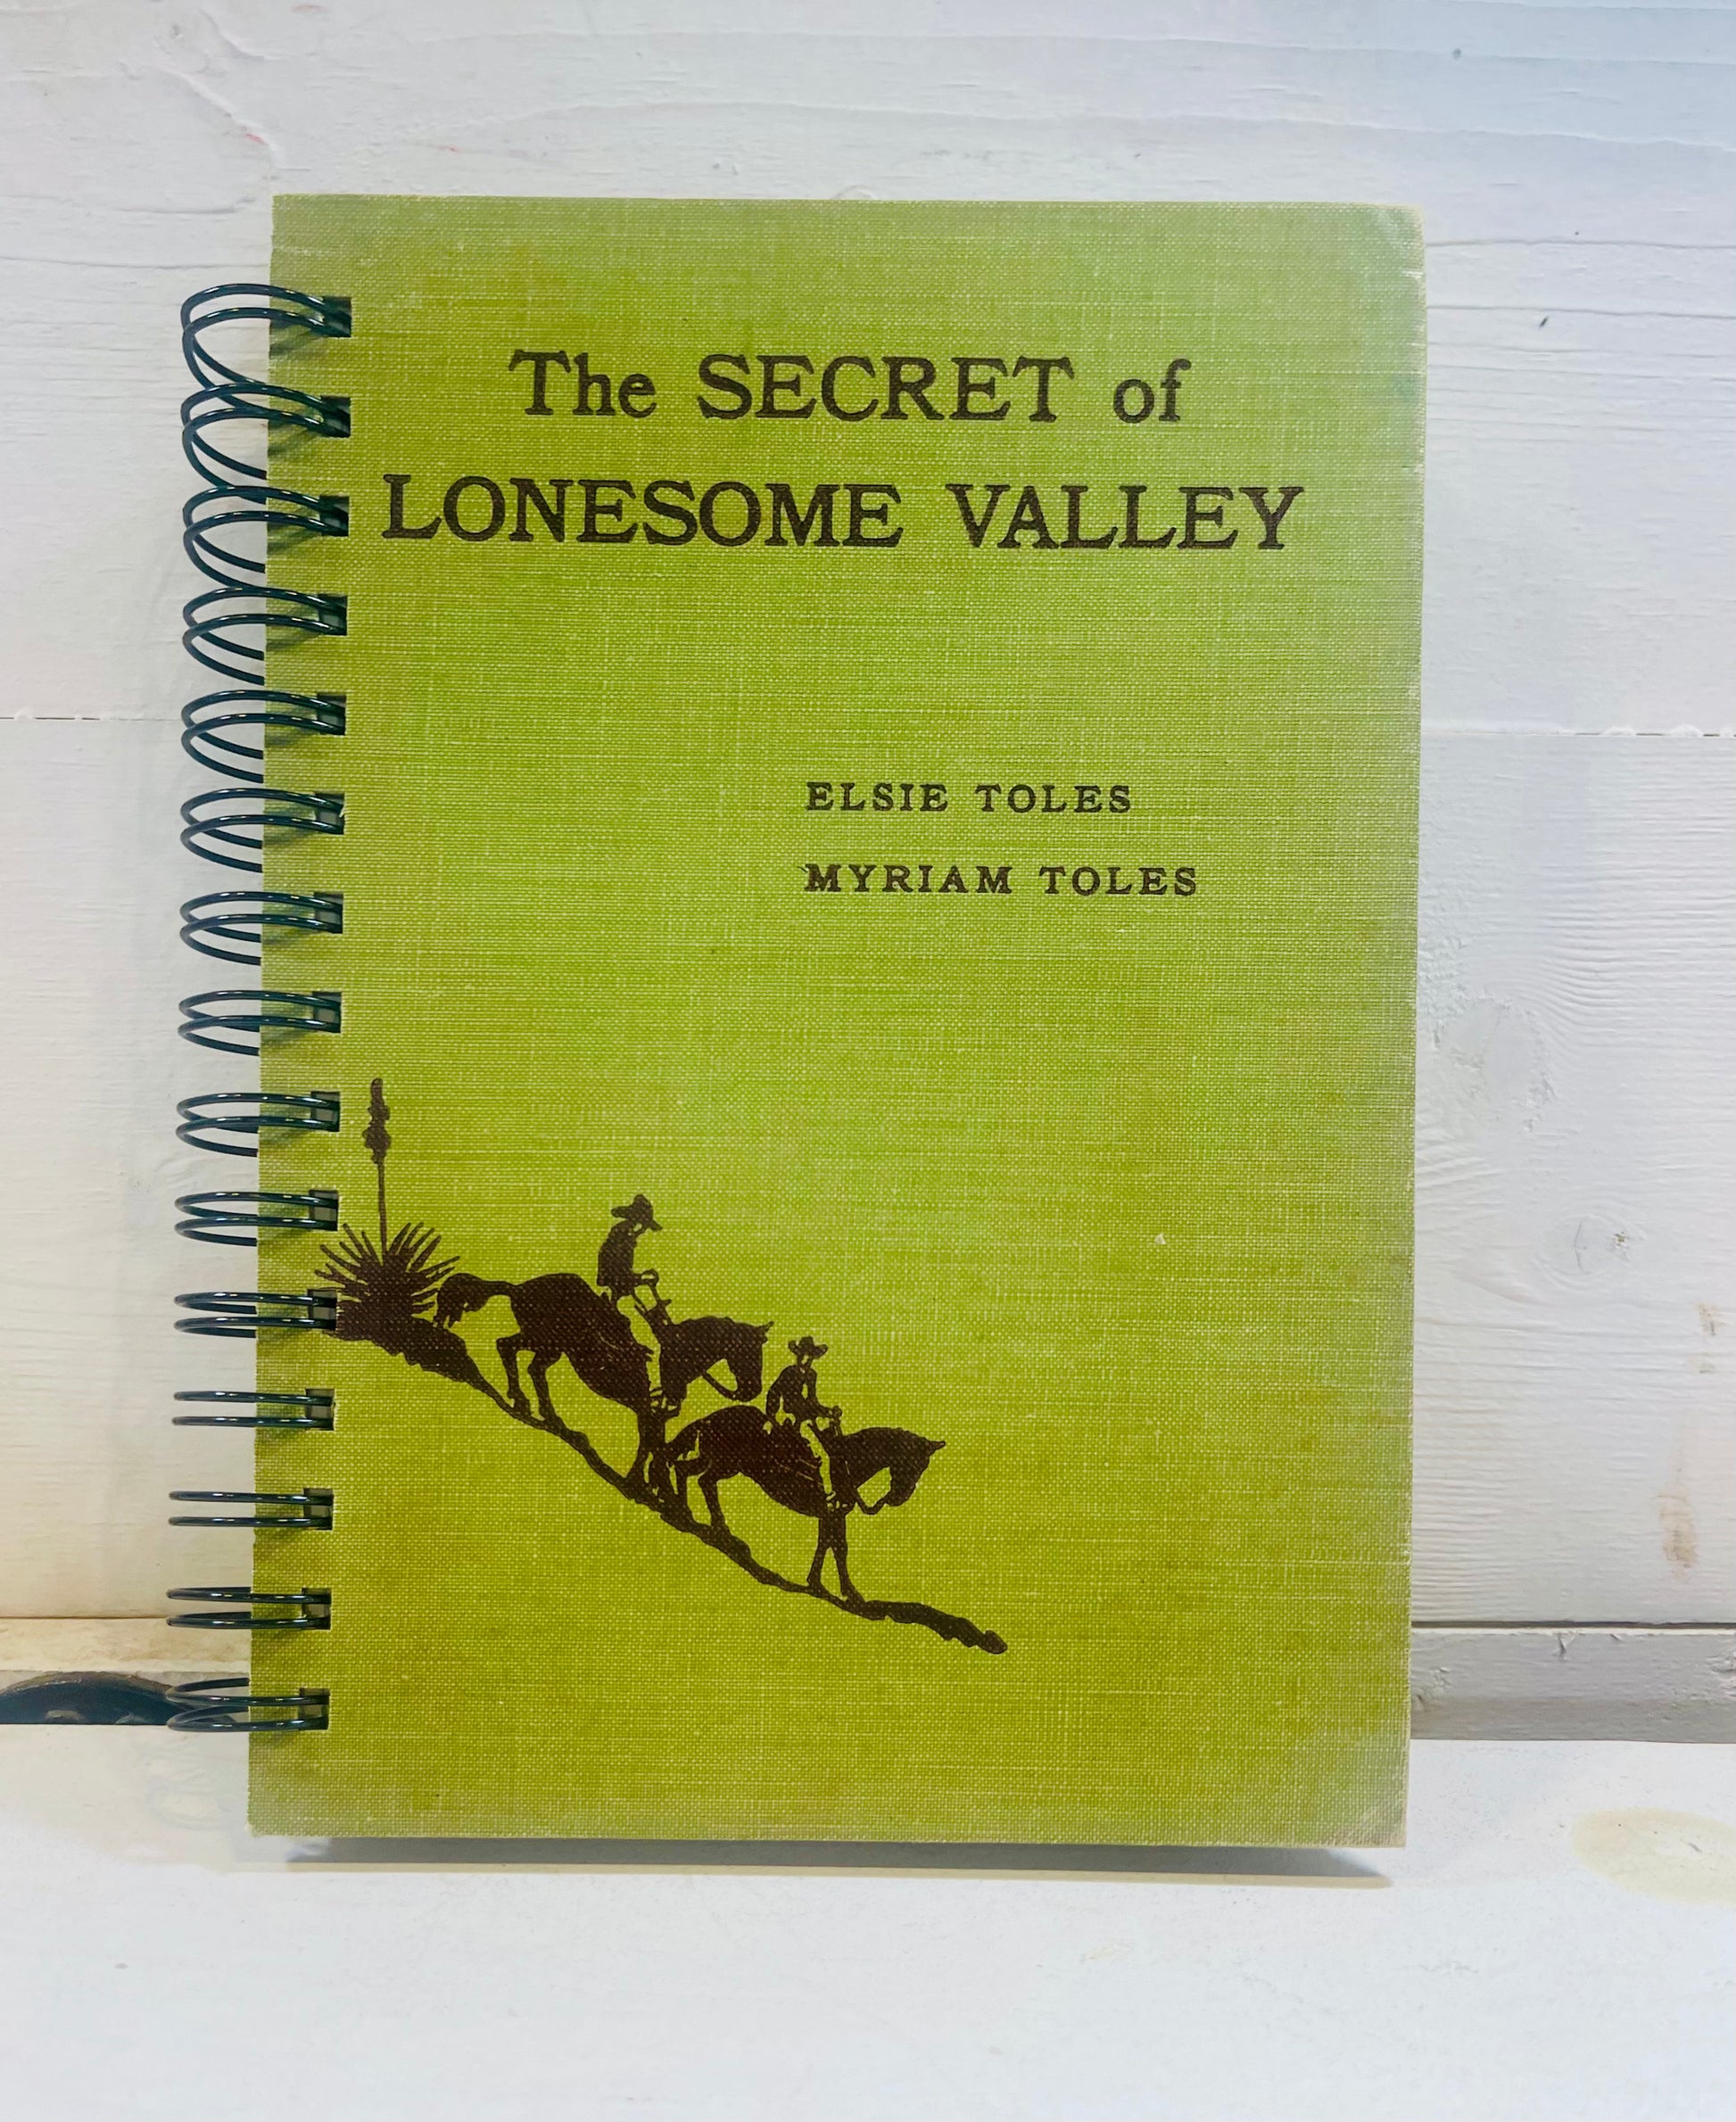 The SECRET of
LONESOME VALLEY
ELSIE TOLES
MYRIAM TOLES